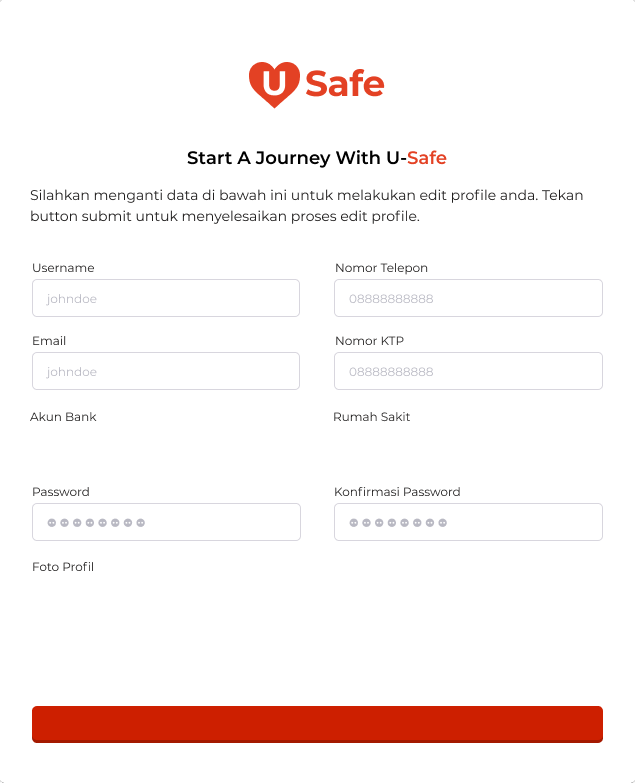 U Safe
Start A Journey With U-Safe
Silahkan menganti data di bawah ini untuk melakukan edit profile anda. Tekan
button submit untuk menyelesaikan proses edit profile.
Username
Nomor Telepon
johndoe
08888888888
Email
Nomor KTP
johndoe
08888888888
Akun Bank
Rumah Sakit
Password
Konfirmasi Password
Foto Profil